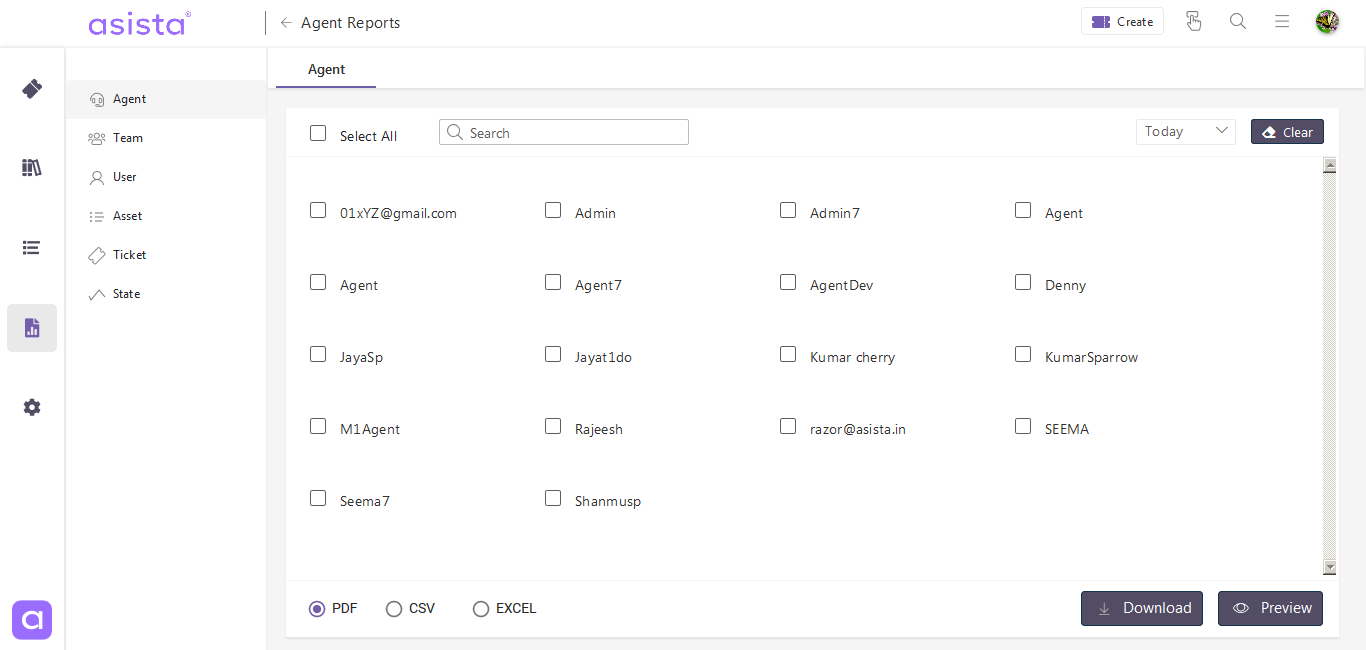 asista®
Agent Reports
Create
Agent
Agent
Team
User
Asset
Ticket
State
Select All
Search
Today
Clear
01xYZ@gmail.com
Admin
Admin7
Agent
Agent
Agent7
AgentDev
Denny
JayaSp
Jayat1do
Kumar cherry
KumarSparrow
M1Agent
Rajeesh
razor@asista.in
SEEMA
Seema7
Shanmusp
PDF
CSV
EXCEL
Download
Preview
a